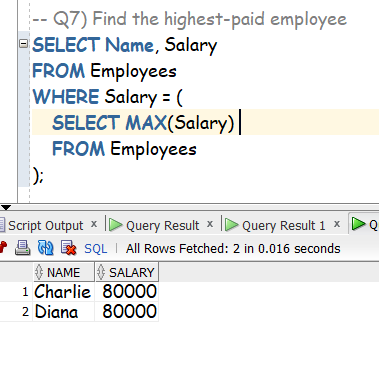 -- Q7) Find the highest-paid employee
SELECT Name, Salary
FROM Employees
WHERE Salary = (
SELECT MAX(Salary)
FROM Employees
);
Script Output x Query Result x Query Result 1 x Q
SQL | All Rows Fetched: 2 in 0.016 seconds
NAME SALARY
1 Charlie 80000
2 Diana 80000